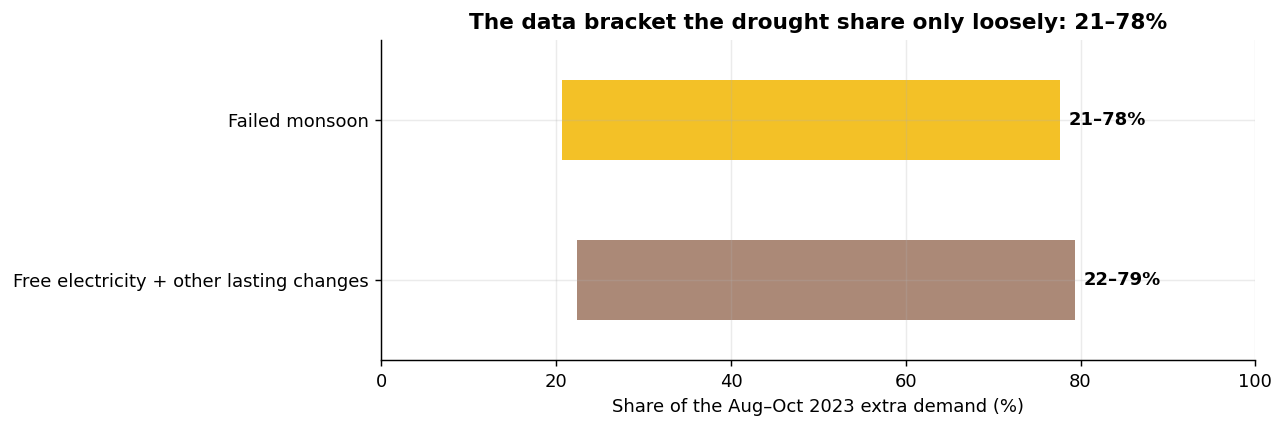 The data bracket the drought share only loosely: 21–78%
Failed monsoon
21–78%
Free electricity + other lasting changes
22–79%
0 20 40 60 80 100
Share of the Aug–Oct 2023 extra demand (%)